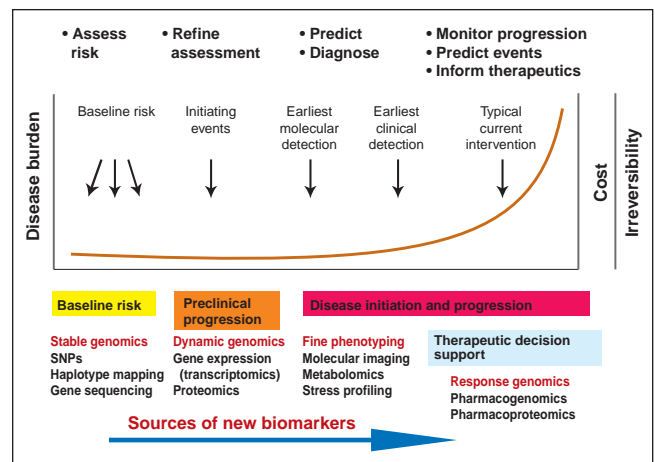 • Assess
risk
• Refine
assessment
• Predict
• Diagnose
• Monitor progression
• Predict events
• Inform therapeutics
Disease burden
Baseline risk
Initiating
events
Earliest
molecular
detection
Earliest
clinical
detection
Typical
current
intervention
Cost
Irreversibility
Baseline risk
Stable genomics
SNPs
Haplotype mapping
Gene sequencing
Preclinical
progression
Dynamic genomics
Gene expression
(transcriptomics)
Proteomics
Disease initiation and progression
Fine phenotyping
Molecular imaging
Metabolomics
Stress profiling
Therapeutic decision
support
Response genomics
Pharmacogenomics
Pharmacoproteomics
Sources of new biomarkers